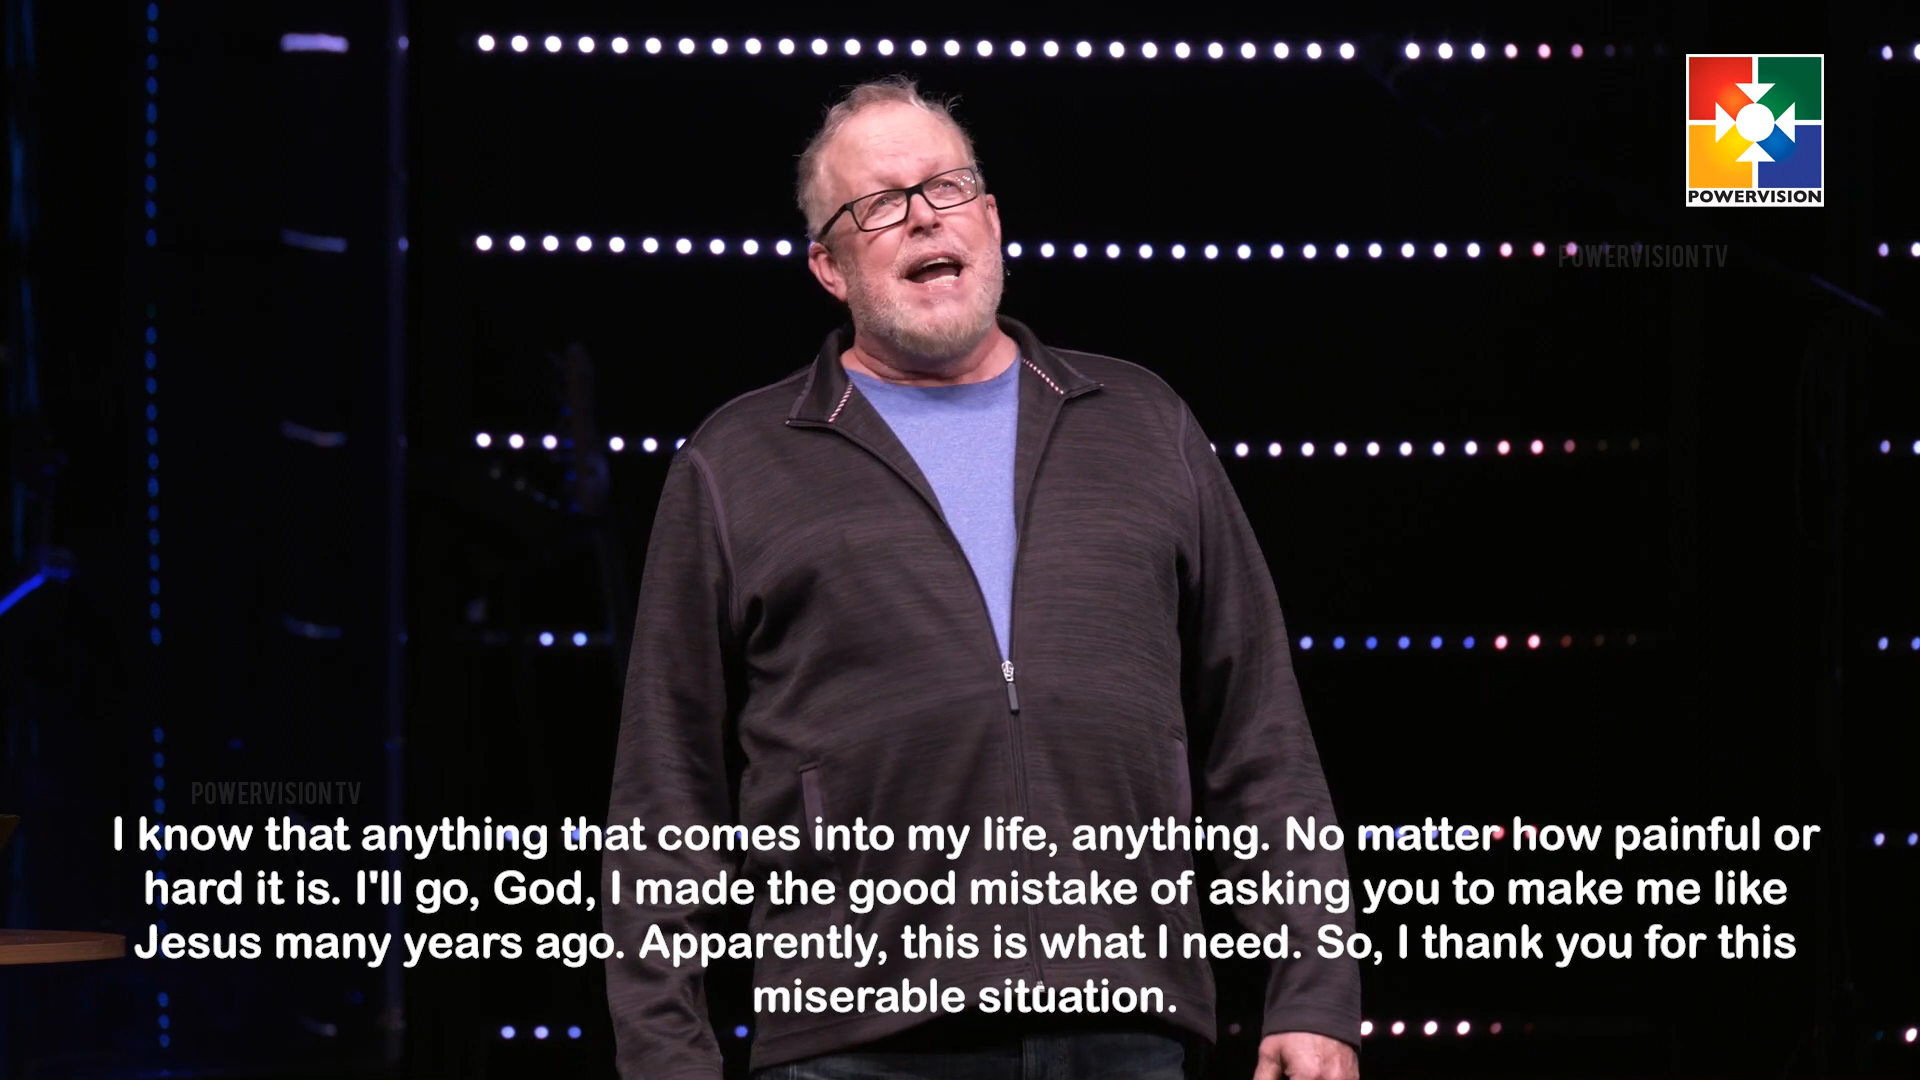 POWERVISION
POWERVISION TV
POWERVISION TV
I know that anything that comes into my life, anything. No matter how painful or
hard it is. I'll go, God, I made the good mistake of asking you to make me like
Jesus many years ago. Apparently, this is what I need. So, I thank you for this
miserable situation.